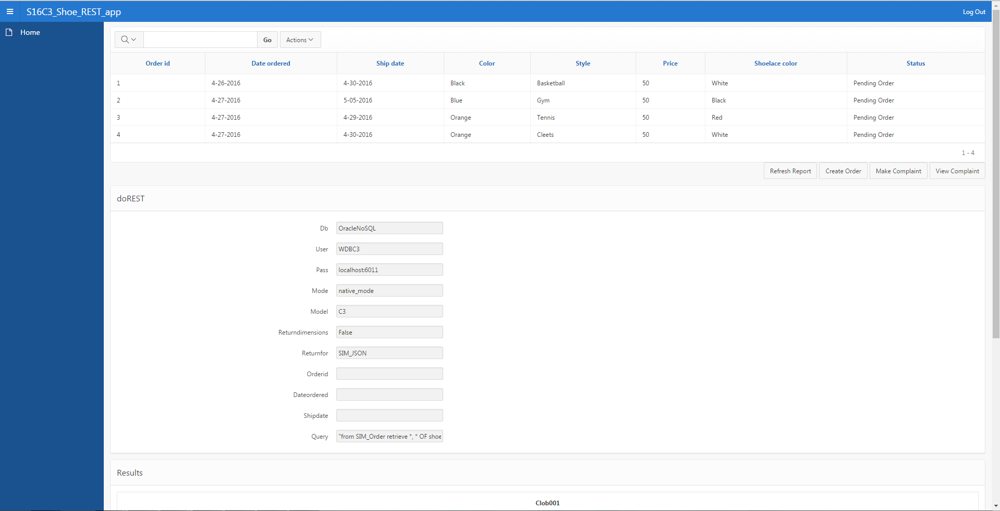 S16C3_Shoe_REST_app Log Out
Home
Go Actions
Order id Date ordered Ship date Color Style Price Shoelace color Status
1 4-26-2016 4-30-2016 Black Basketball 50 White Pending Order
2 4-27-2016 5-05-2016 Blue Gym 50 Black Pending Order
3 4-27-2016 4-29-2016 Orange Tennis 50 Red Pending Order
4 4-27-2016 4-30-2016 Orange Cleets 50 White Pending Order
1 - 4
Refresh Report Create Order Make Complaint View Complaint
doREST
Db OracleNoSQL
User WDBC3
Pass localhost:6011
Mode native_mode
Model C3
Returndimensions False
Returnfor SIM_JSON
Orderid
Dateordered
Shipdate
Query "from SIM_Order retrieve *, * OF shoe
Results
Clob001